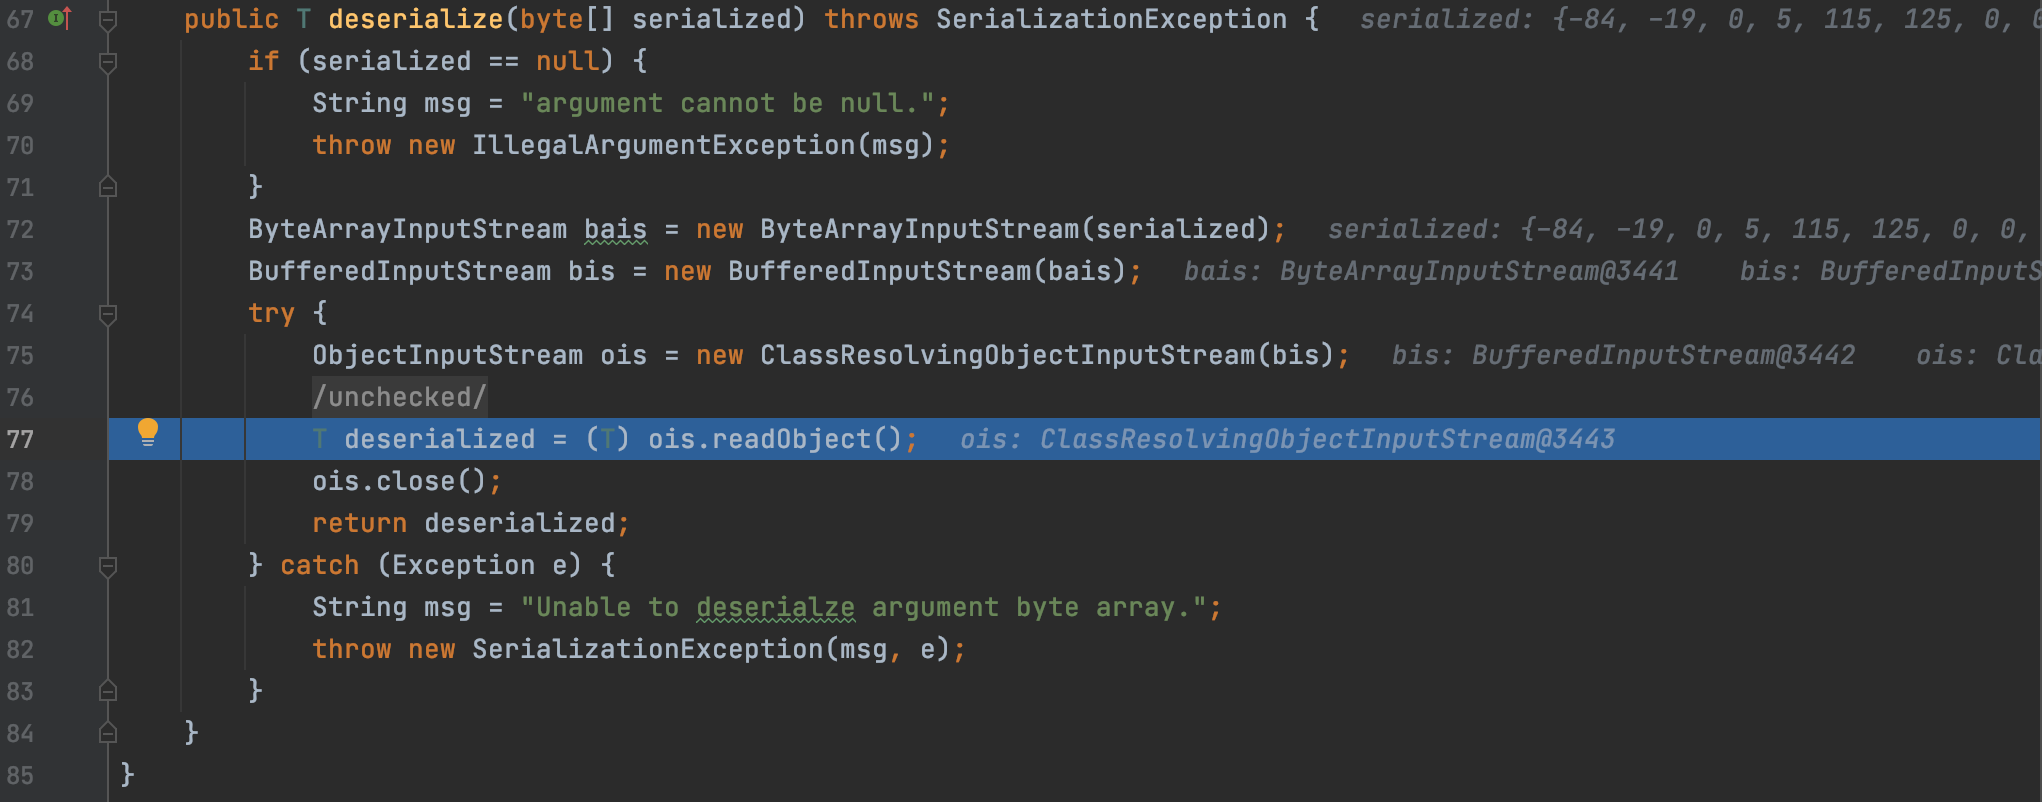 67 public T deserialize(byte[] serialized) throws SerializationException { serialized: {-84, -19, 0, 5, 115, 125, 0,
68 if (serialized == null) {
69 String msg = "argument cannot be null.";
70 throw new IllegalArgumentException(msg);
71 }
72 ByteArrayInputStream bais = new ByteArrayInputStream(serialized); serialized: {-84, -19, 0, 5, 115, 125, 0, 0,
73 BufferedInputStream bis = new BufferedInputStream(bais); bais: ByteArrayInputStream@3441 bis: BufferedInputS
74 try {
75 ObjectInputStream ois = new ClassResolvingObjectInputStream(bis); bis: BufferedInputStream@3442 ois: Cla
76 /unchecked/
77 T deserialized = (T) ois.readObject(); ois: ClassResolvingObjectInputStream@3443
78 ois.close();
79 return deserialized;
80 } catch (Exception e) {
81 String msg = "Unable to deserialze argument byte array.";
82 throw new SerializationException(msg, e);
83 }
84 }
85 }